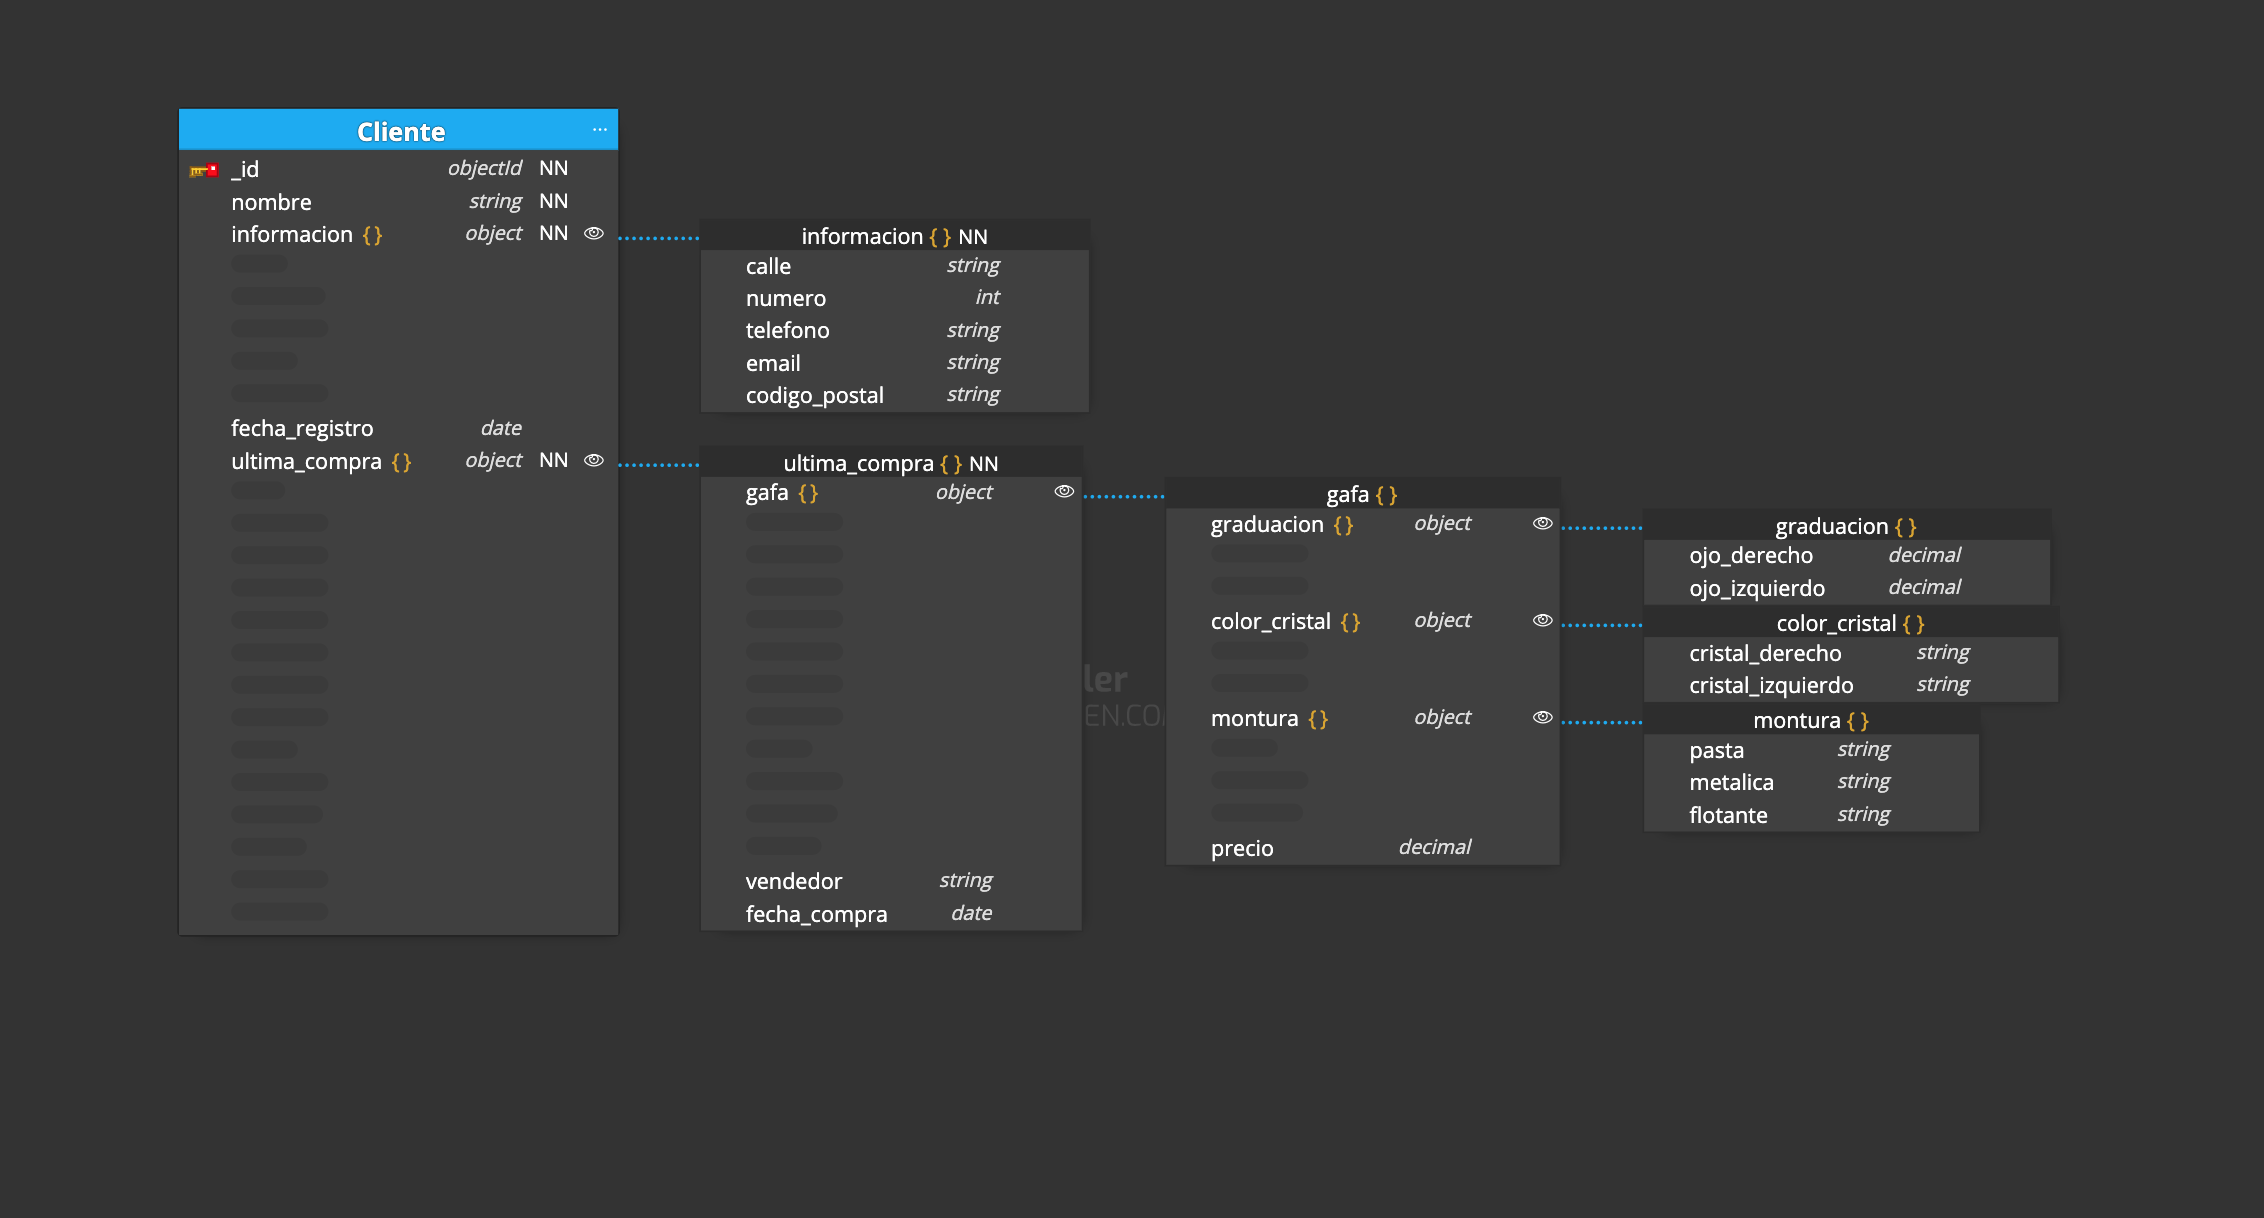 Cliente ...
_id objectId NN
nombre string NN
informacion {} object NN
fecha_registro date
ultima_compra {} object NN
informacion {} NN
calle string
numero int
telefono string
email string
codigo_postal string
ultima_compra {} NN
gafa {} object
vendedor string
fecha_compra date
gafa {}
graduacion {} object
color_cristal {} object
montura {} object
precio decimal
graduacion {}
ojo_derecho decimal
ojo_izquierdo decimal
color_cristal {}
cristal_derecho string
cristal_izquierdo string
montura {}
pasta string
metalica string
flotante string